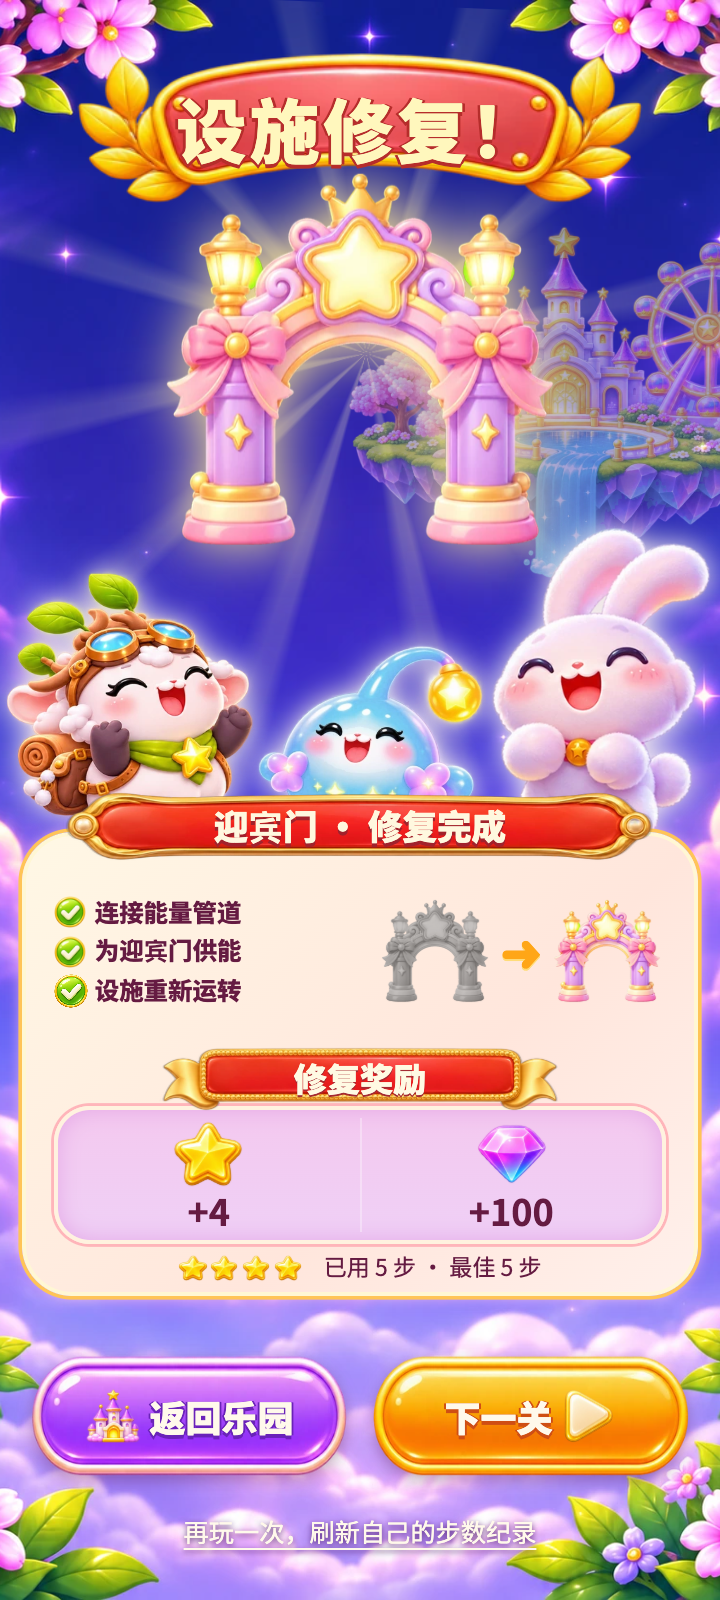 设施修复!
迎宾门 · 修复完成
连接能量管道
为迎宾门供能
设施重新运转
修复奖励
+4
+100
已用 5 步 · 最佳 5 步
返回乐园
下一关
再玩一次，刷新自己的步数纪录